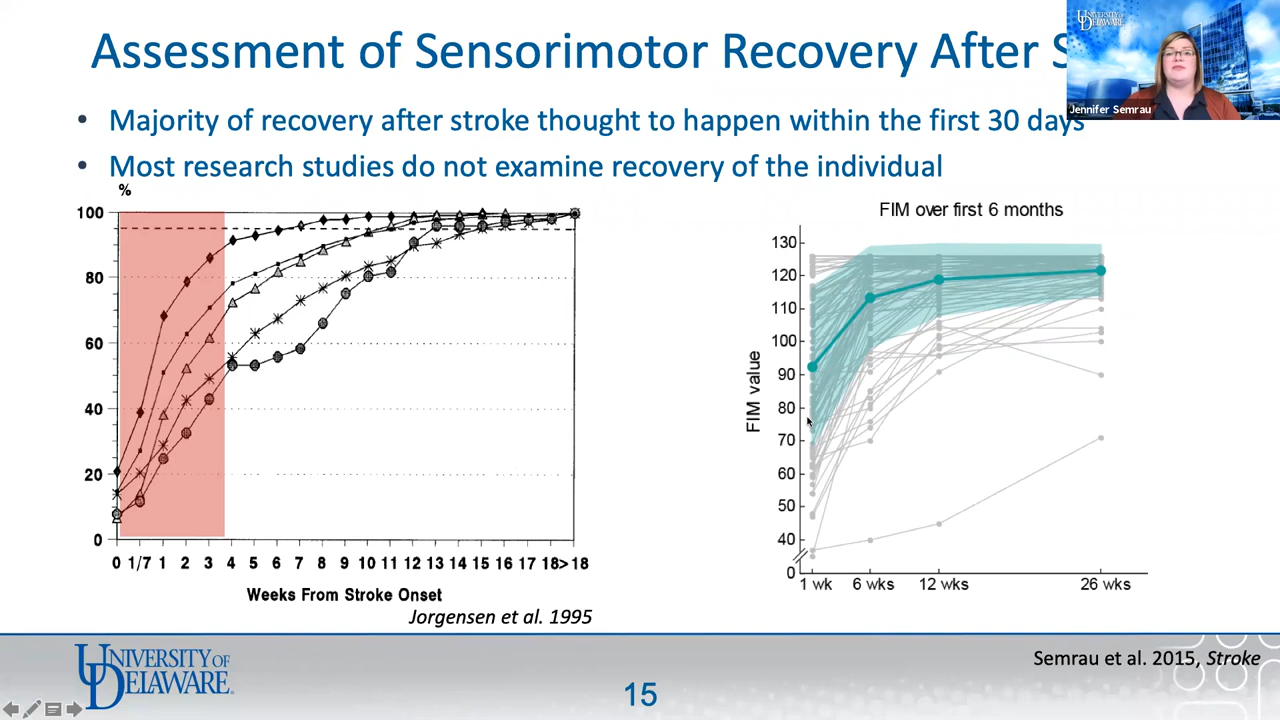 Assessment of Sensorimotor Recovery After S
UNIVERSITY OF
DELAWARE
Jennifer Semrau
• Majority of recovery after stroke thought to happen within the first 30 days
• Most research studies do not examine recovery of the individual
%
100
80
60
40
20
0
0 1/7 1 2 3 4 5 6 7 8 9 10 11 12 13 14 15 16 17 18 >18
Weeks From Stroke Onset
Jorgensen et al. 1995
FIM over first 6 months
FIM value
130
120
110
100
90
80
70
60
50
40
0
1 wk 6 wks 12 wks 26 wks
UNIVERSITY OF
DELAWARE
15
Semrau et al. 2015, Stroke